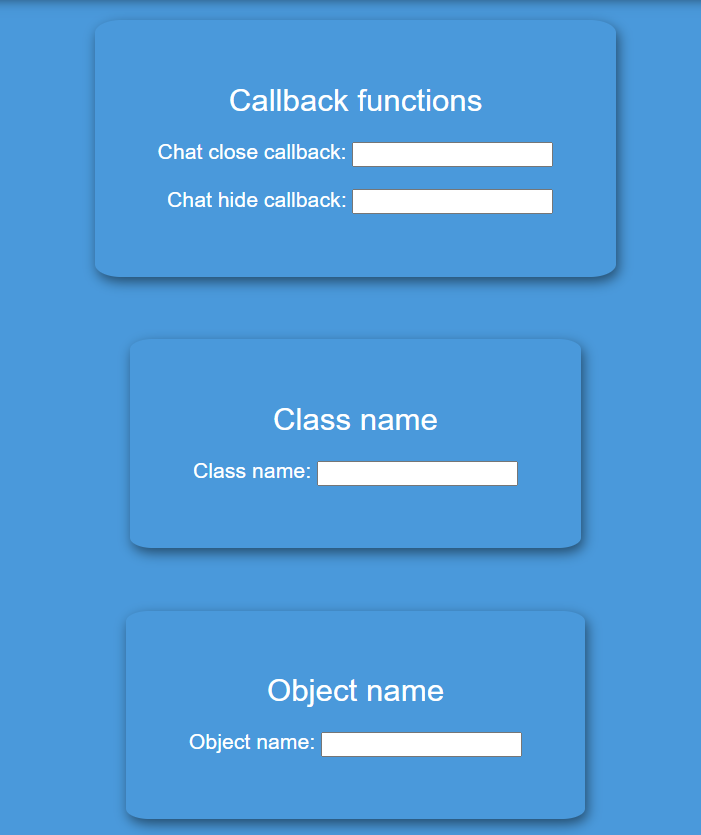 Callback functions
Chat close callback:
Chat hide callback:
Class name
Class name:
Object name
Object name: